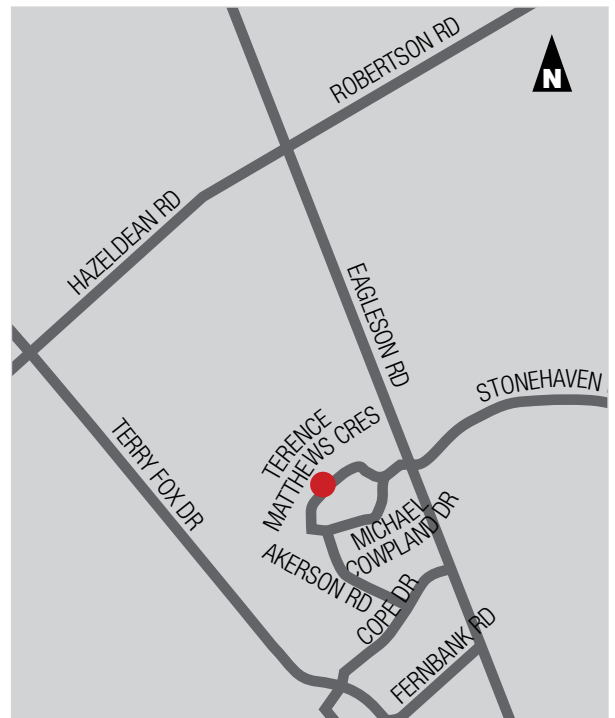 ROBERTSON RD
N
HAZELDEAN RD
EAGLESON RD
STONEHAVEN
TERENCE
MATTHEWS CRES
TERRY FOX DR
MICHAEL
COWPLAND DR
AKERSON RD
COPE DR
FERNBANK RD